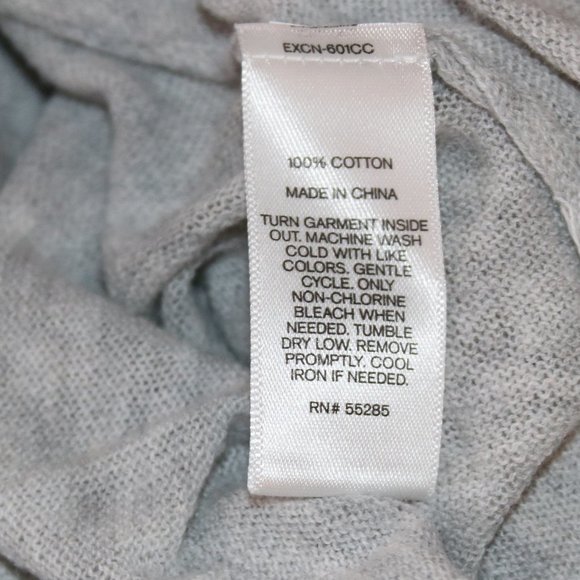 EXCN-601CC
100% COTTON
MADE IN CHINA
TURN GARMENT INSIDE
OUT. MACHINE WASH
COLD WITH LIKE
COLORS. GENTLE
CYCLE. ONLY
NON-CHLORINE
BLEACH WHEN
NEEDED. TUMBLE
DRY LOW. REMOVE
PROMPTLY. COOL
IRON IF NEEDED.
RN# 55285